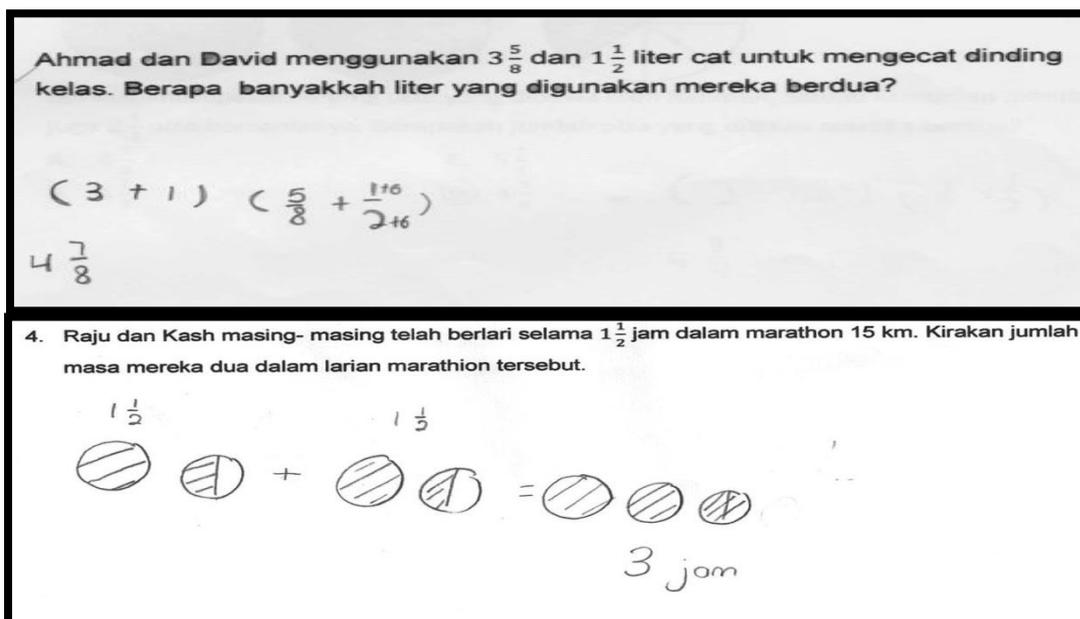 Ahmad dan David menggunakan 3 5/8 dan 1 1/2 liter cat untuk mengecat dinding
kelas. Berapa banyakkah liter yang digunakan mereka berdua?
(3 + 1) (5/8 + 1+6/2+6)
4 7/8
4. Raju dan Kash masing- masing telah berlari selama 1 1/2 jam dalam marathon 15 km. Kirakan jumlah
masa mereka dua dalam larian marathion tersebut.
1 1/2 1 1/2
+ =
3 jam